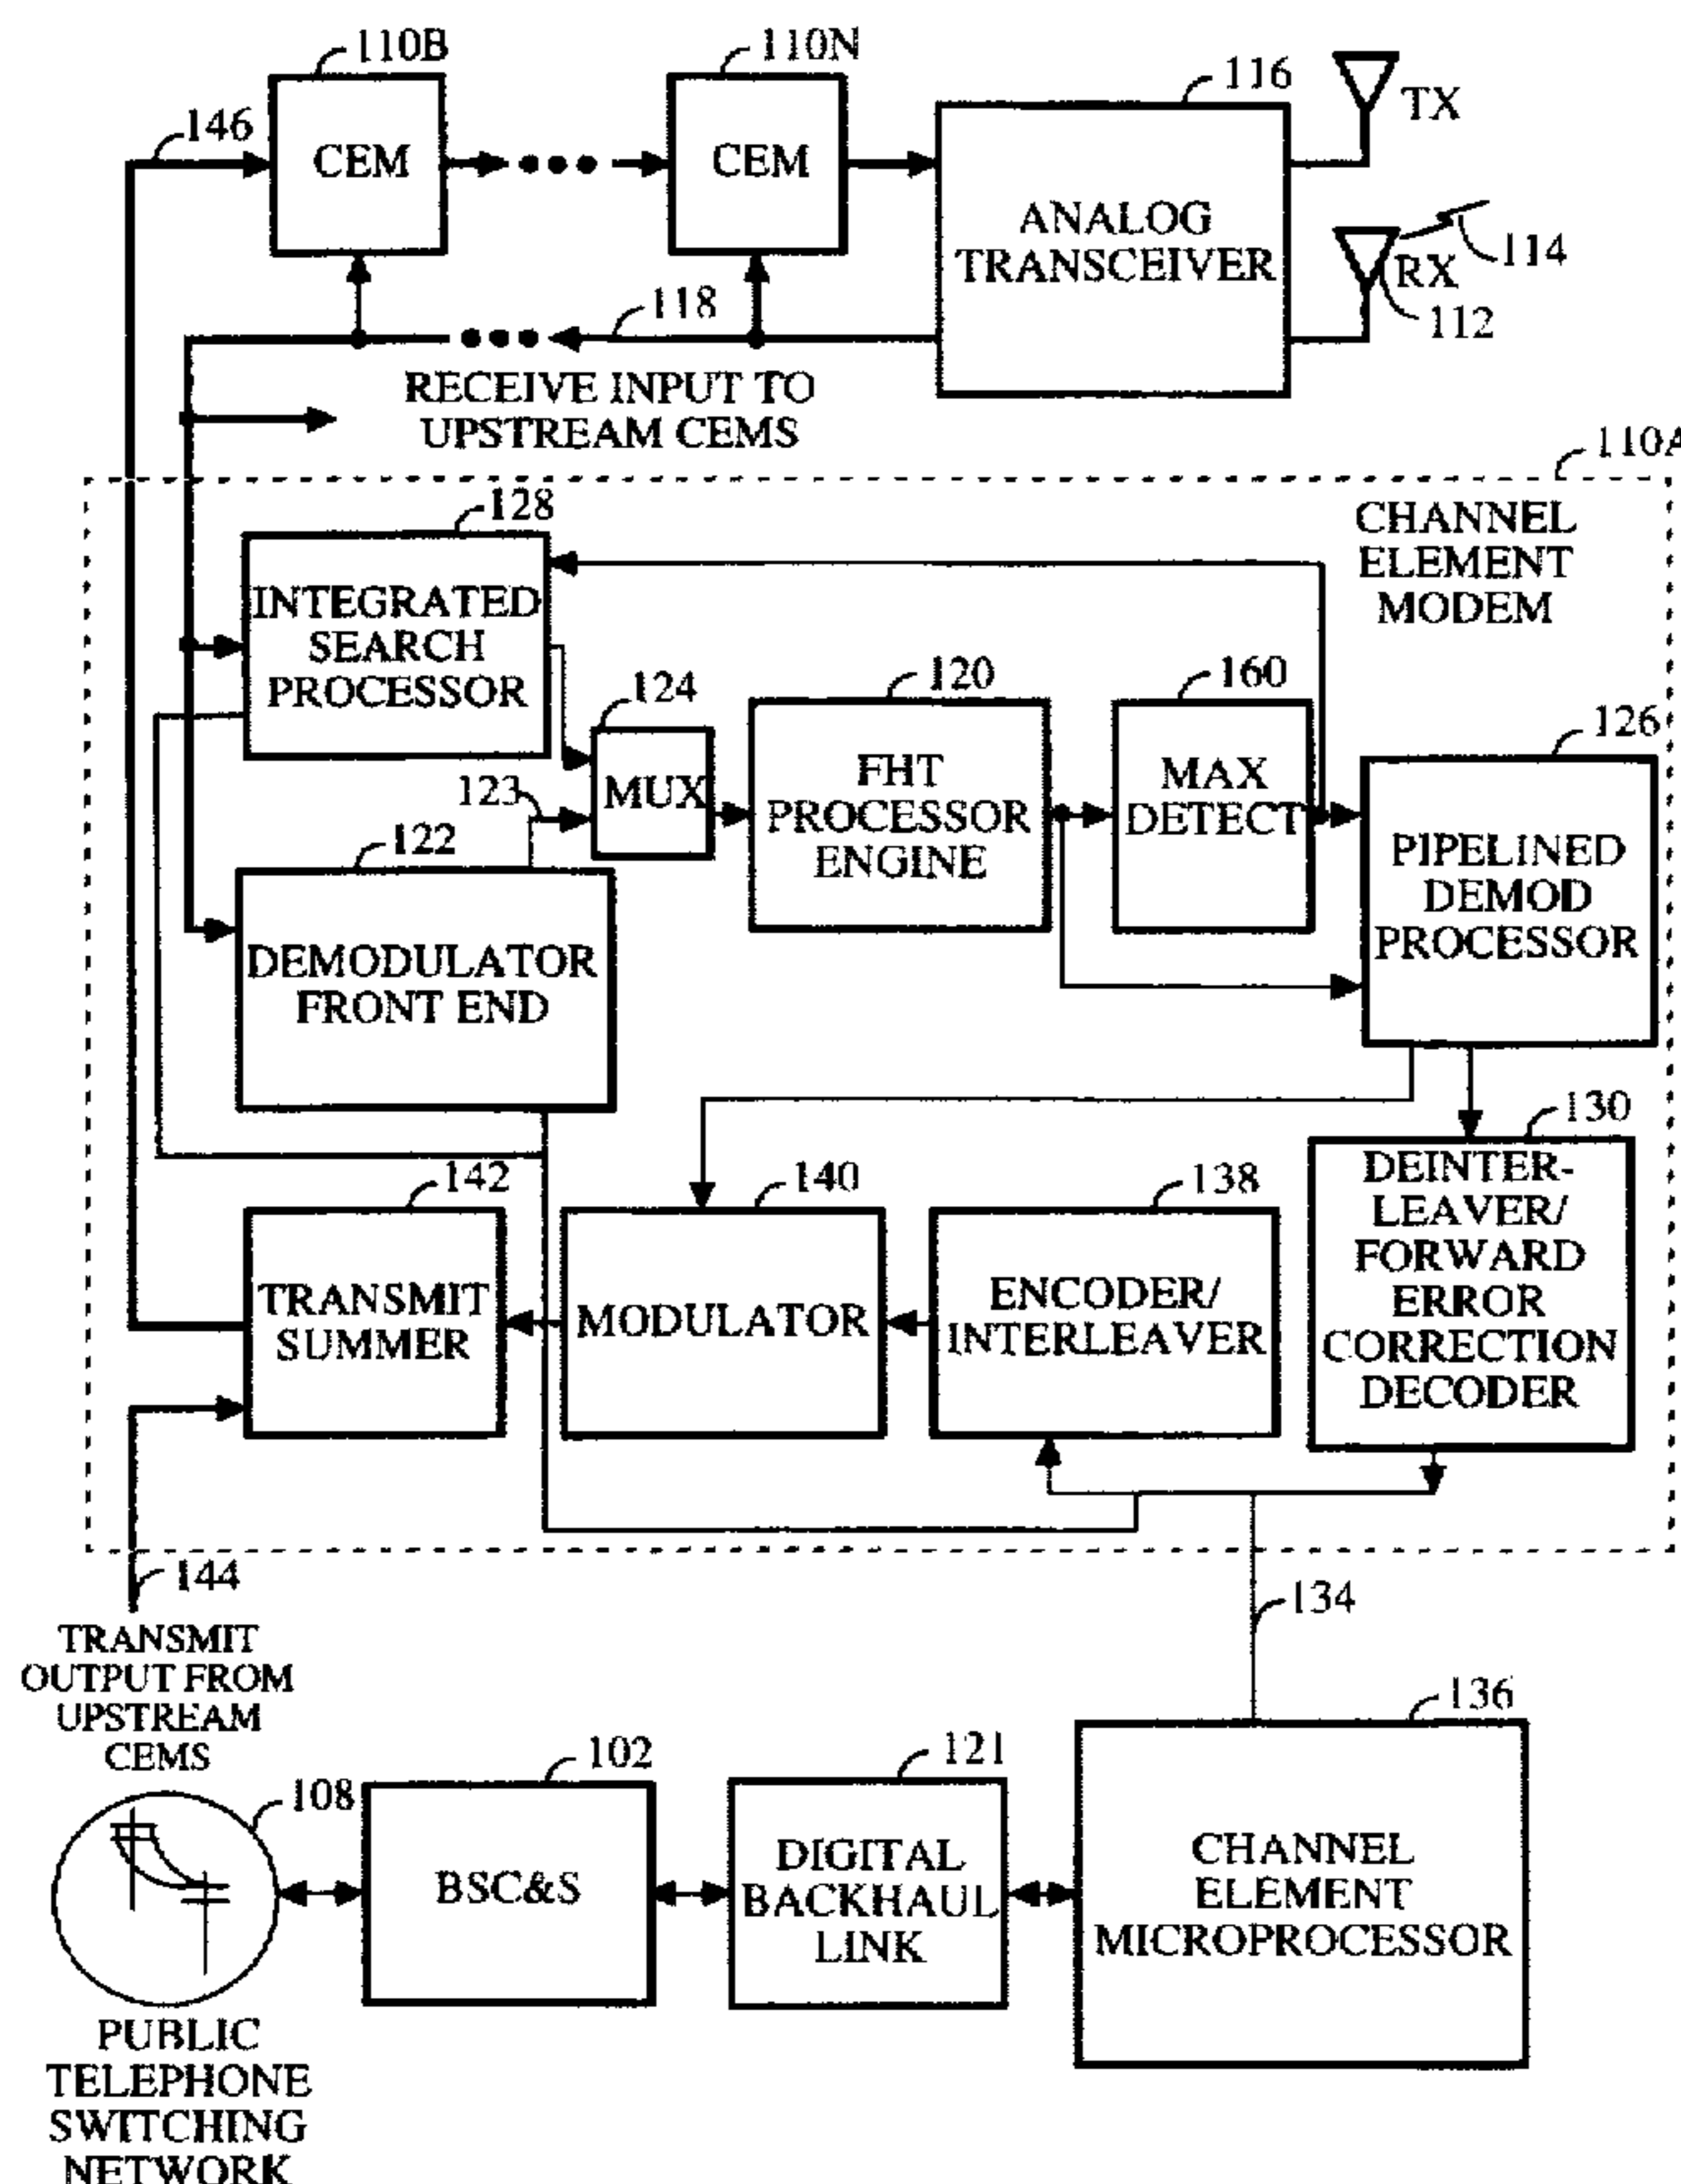 110B
110N
116
TX
146
CEM
CEM
ANALOG
TRANSCEIVER
114
RX
112
118
RECEIVE INPUT TO
UPSTREAM CEMS
110A
128
CHANNEL
ELEMENT
MODEM
INTEGRATED
SEARCH
PROCESSOR
124
120
160
126
123
MUX
FHT
PROCESSOR
ENGINE
MAX
DETECT
PIPELINED
DEMOD
PROCESSOR
122
DEMODULATOR
FRONT END
130
142
140
138
DEINTER-
LEAVER/
FORWARD
ERROR
CORRECTION
DECODER
TRANSMIT
SUMMER
MODULATOR
ENCODER/
INTERLEAVER
144
134
TRANSMIT
OUTPUT FROM
UPSTREAM
CEMS
136
108
102
121
BSC&S
DIGITAL
BACKHAUL
LINK
CHANNEL
ELEMENT
MICROPROCESSOR
PUBLIC
TELEPHONE
SWITCHING
NETWORK